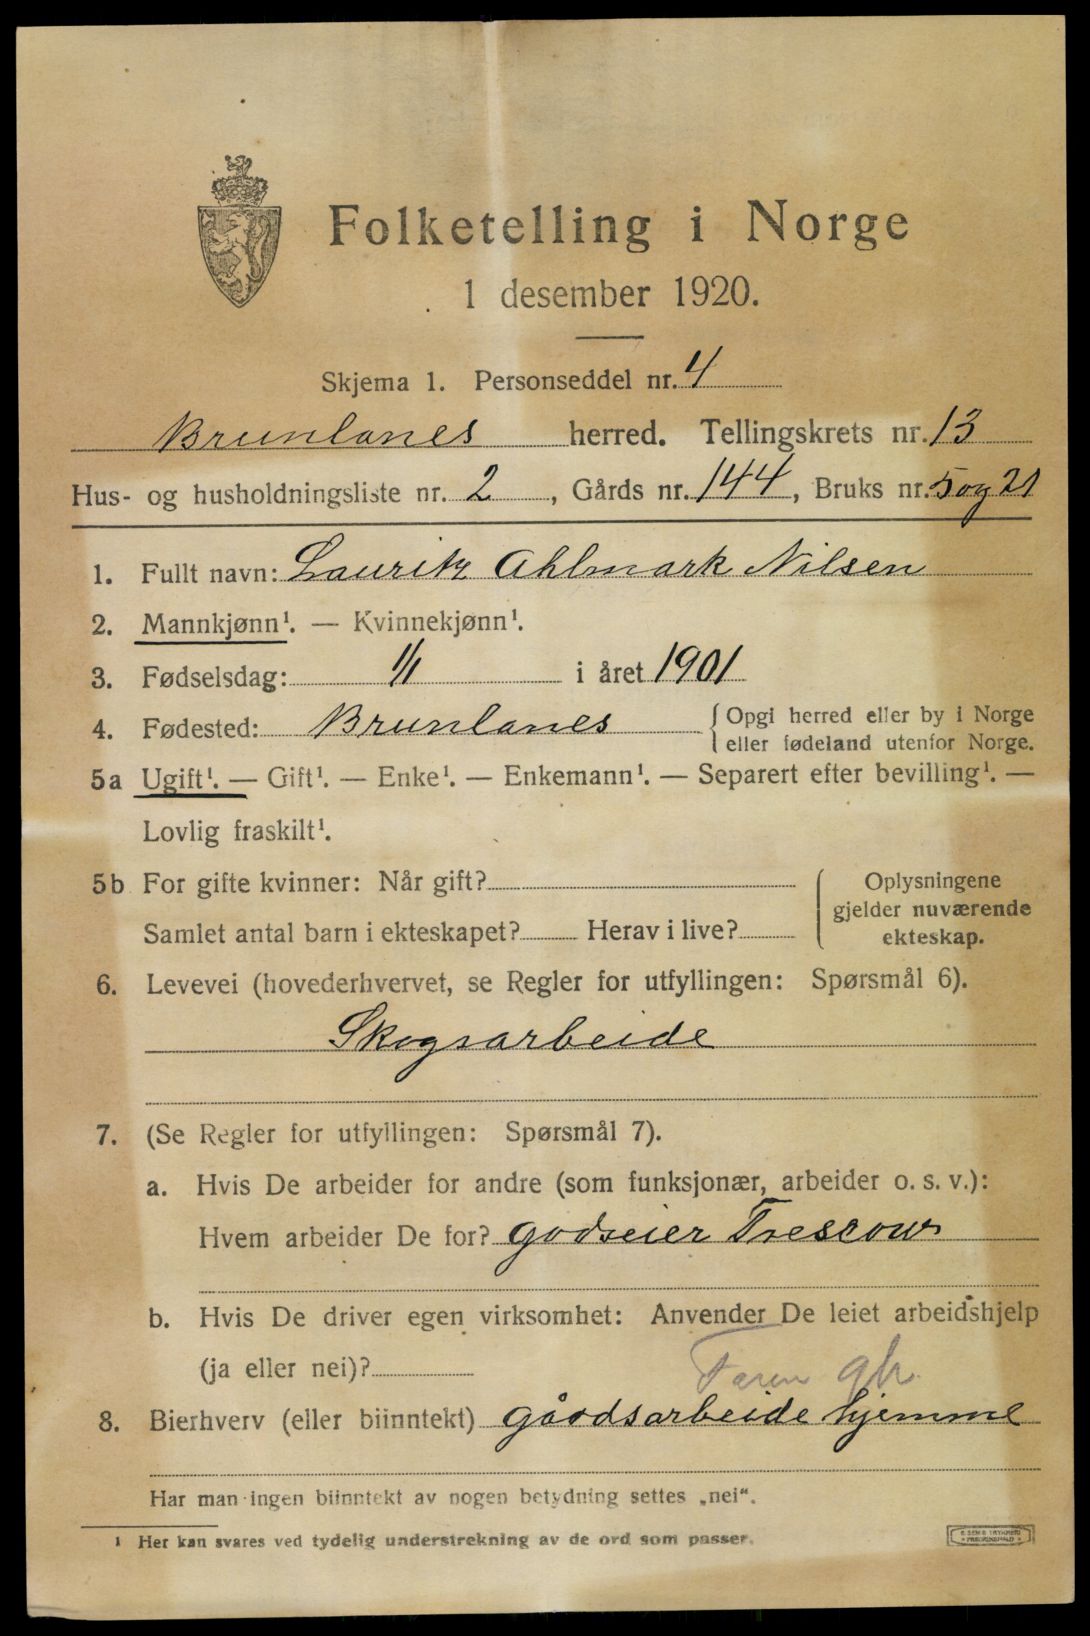 Folketelling i Norge
1 desember 1920.
Skjema 1. Personseddel nr. 4
Brunlanes herred. Tellingskrets nr. 13
Hus- og husholdningsliste nr. 2, Gårds nr. 144, Bruks nr. 5 og 21
1. Fullt navn: Lauritz Ahlmark Nilsen
2. Mannkjønn¹. — Kvinnekjønn¹.
3. Fødselsdag: 1/1 i året 1901
4. Fødested: Brunlanes { Opgi herred eller by i Norge
eller fødeland utenfor Norge.
5a Ugift¹. — Gift¹. — Enke¹. — Enkemann¹. — Separert efter bevilling¹. —
Lovlig fraskilt¹.
5b For gifte kvinner: Når gift?
Samlet antal barn i ekteskapet? Herav i live?
Oplysningene
gjelder nuværende
ekteskap.
6. Levevei (hovederhvervet, se Regler for utfyllingen: Spørsmål 6).
Skogsarbeide
7. (Se Regler for utfyllingen: Spørsmål 7).
a. Hvis De arbeider for andre (som funksjonær, arbeider o. s. v.):
Hvem arbeider De for? godseier Trescow
b. Hvis De driver egen virksomhet: Anvender De leiet arbeidshjelp
(ja eller nei)?
8. Bierhverv (eller biinntekt) gårdsarbeide hjemme
Har man ingen biinntekt av nogen betydning settes „nei“.
¹ Her kan svares ved tydelig understrekning av de ord som passer.